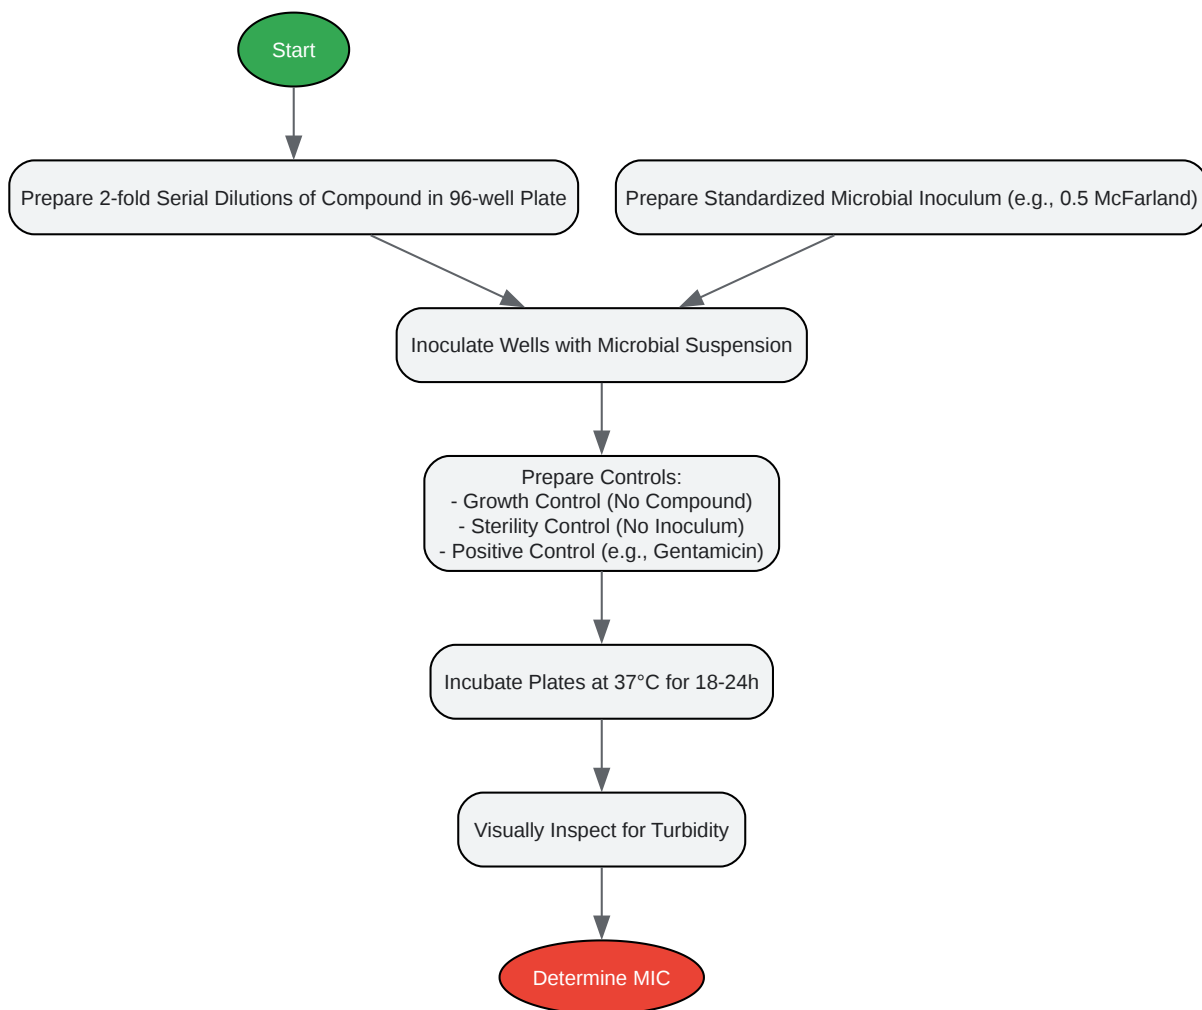 Start
Prepare 2-fold Serial Dilutions of Compound in 96-well Plate
Prepare Standardized Microbial Inoculum (e.g., 0.5 McFarland)
Inoculate Wells with Microbial Suspension
Prepare Controls:
- Growth Control (No Compound)
- Sterility Control (No Inoculum)
- Positive Control (e.g., Gentamicin)
Incubate Plates at 37°C for 18-24h
Visually Inspect for Turbidity
Determine MIC